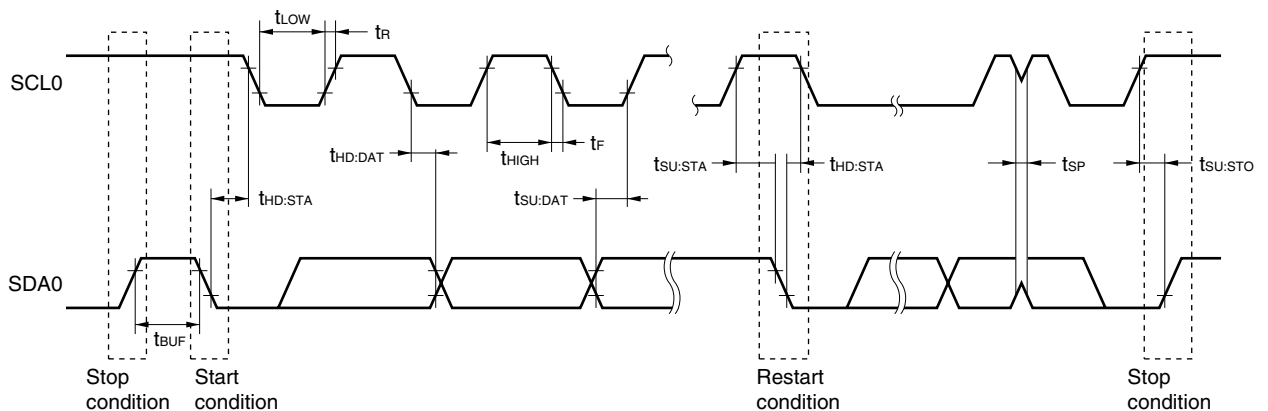 tLOW
tR
SCL0
tHD:DAT
tHIGH
tF
tSU:STA
tHD:STA
tSP
tSU:STO
tHD:STA
tSU:DAT
SDA0
tBUF
Stop
condition
Start
condition
Restart
condition
Stop
condition